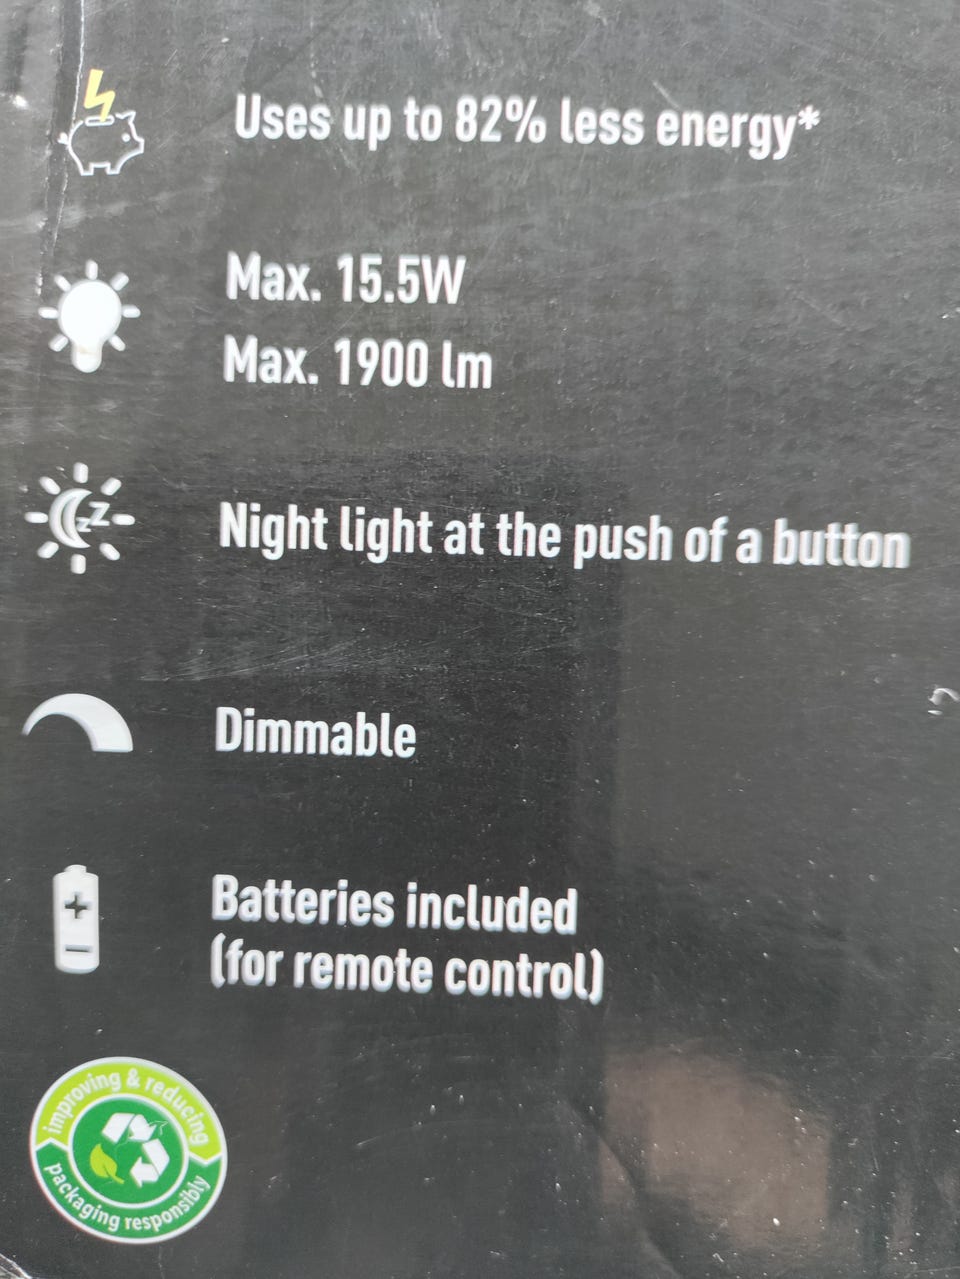 Uses up to 82% less energy*
Max. 15.5W
Max. 1900 lm
zZ
Night light at the push of a button
Dimmable
Batteries included
(for remote control)
improving & reducing
packaging responsibly